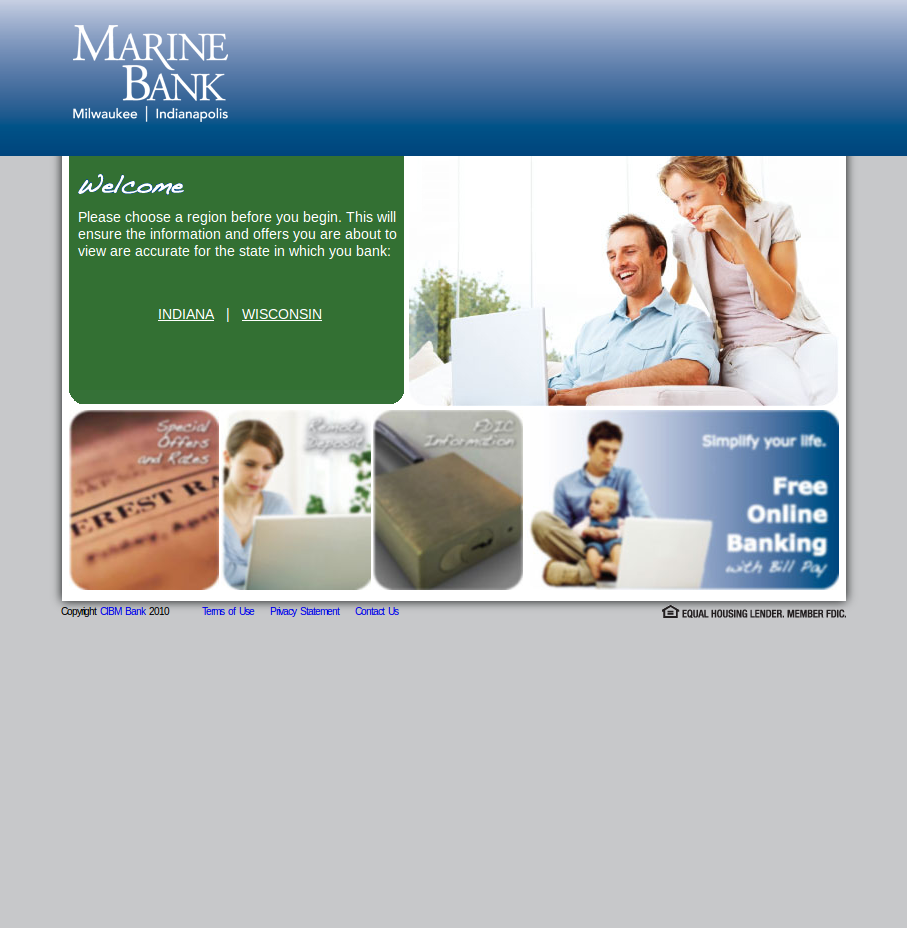 MARINE
BANK
Milwaukee | Indianapolis
Welcome
Please choose a region before you begin. This will
ensure the information and offers you are about to
view are accurate for the state in which you bank:
INDIANA | WISCONSIN
Special
Offers
and Rates
EREST RA
Friday, April
Remote
Deposit
FDIC
Information
Simplify your life.
Free
Online
Banking
with Bill Pay
Copyright CIBM Bank 2010 Terms of Use Privacy Statement Contact Us
EQUAL HOUSING LENDER. MEMBER FDIC.